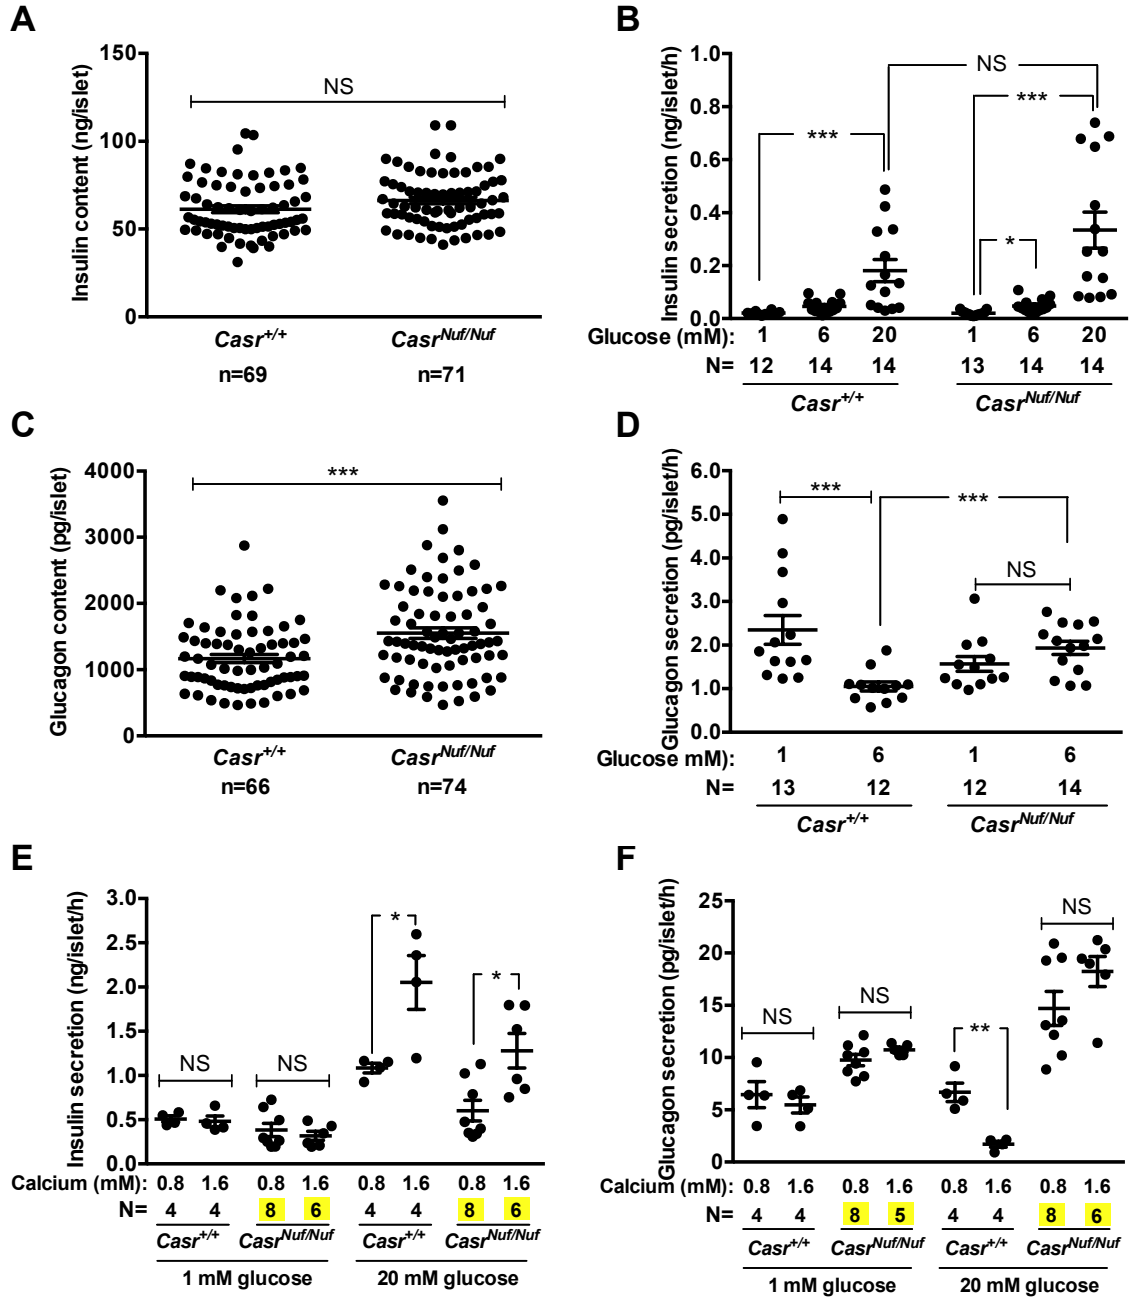 A
Insulin content (ng/islet)
150
100
50
0
NS
Casr+/+
CasrNuf/Nuf
n=69
n=71
B
Insulin secretion (ng/islet/h)
1.0
0.8
0.6
0.4
0.2
0.0
NS
***
***
*
Glucose (mM): 1 6 20 1 6 20
N= 12 14 14 13 14 14
Casr+/+ CasrNuf/Nuf
C
Glucagon content (pg/islet)
4000
3000
2000
1000
0
***
Casr+/+
CasrNuf/Nuf
n=66
n=74
D
Glucagon secretion (pg/islet/h)
6.0
5.0
4.0
3.0
2.0
1.0
0.0
***
***
NS
Glucose mM): 1 6 1 6
N= 13 12 12 14
Casr+/+ CasrNuf/Nuf
E
Insulin secretion (ng/islet/h)
3.0
2.5
2.0
1.5
1.0
0.5
0.0
NS
NS
*
*
Calcium (mM): 0.8 1.6 0.8 1.6 0.8 1.6 0.8 1.6
N= 4 4 8 6 4 4 8 6
Casr+/+ CasrNuf/Nuf Casr+/+ CasrNuf/Nuf
1 mM glucose 20 mM glucose
F
Glucagon secretion (pg/islet/h)
25
20
15
10
5
0
NS
NS
**
NS
Calcium (mM): 0.8 1.6 0.8 1.6 0.8 1.6 0.8 1.6
N= 4 4 8 5 4 4 8 6
Casr+/+ CasrNuf/Nuf Casr+/+ CasrNuf/Nuf
1 mM glucose 20 mM glucose